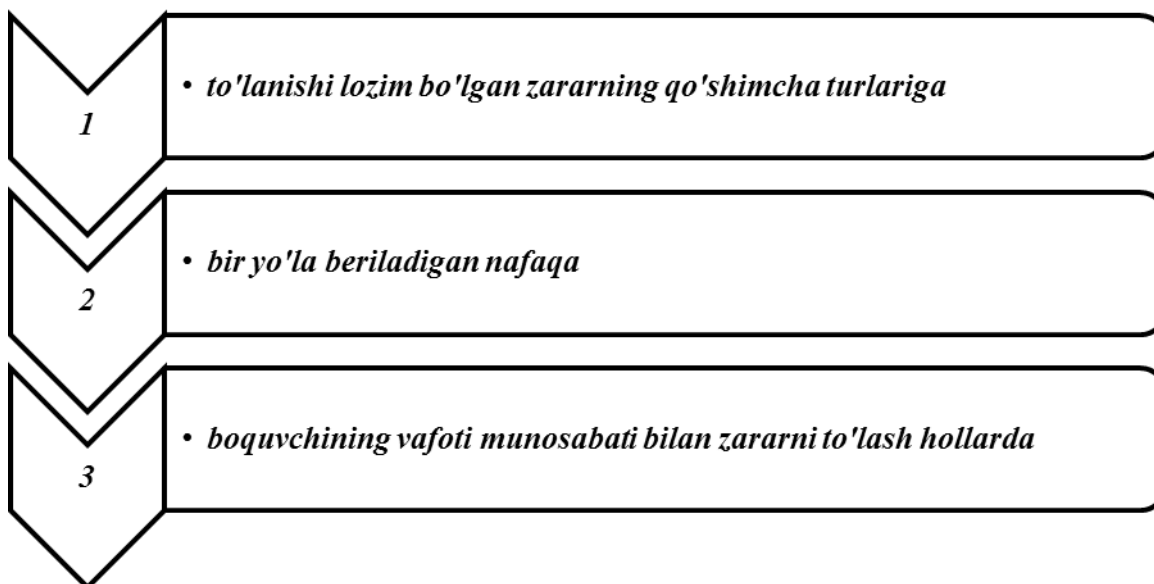 1
• to'lanishi lozim bo'lgan zararning qo'shimcha turlariga
2
• bir yo'la beriladigan nafaqa
3
• boquvchining vafoti munosabati bilan zararni to'lash hollarda